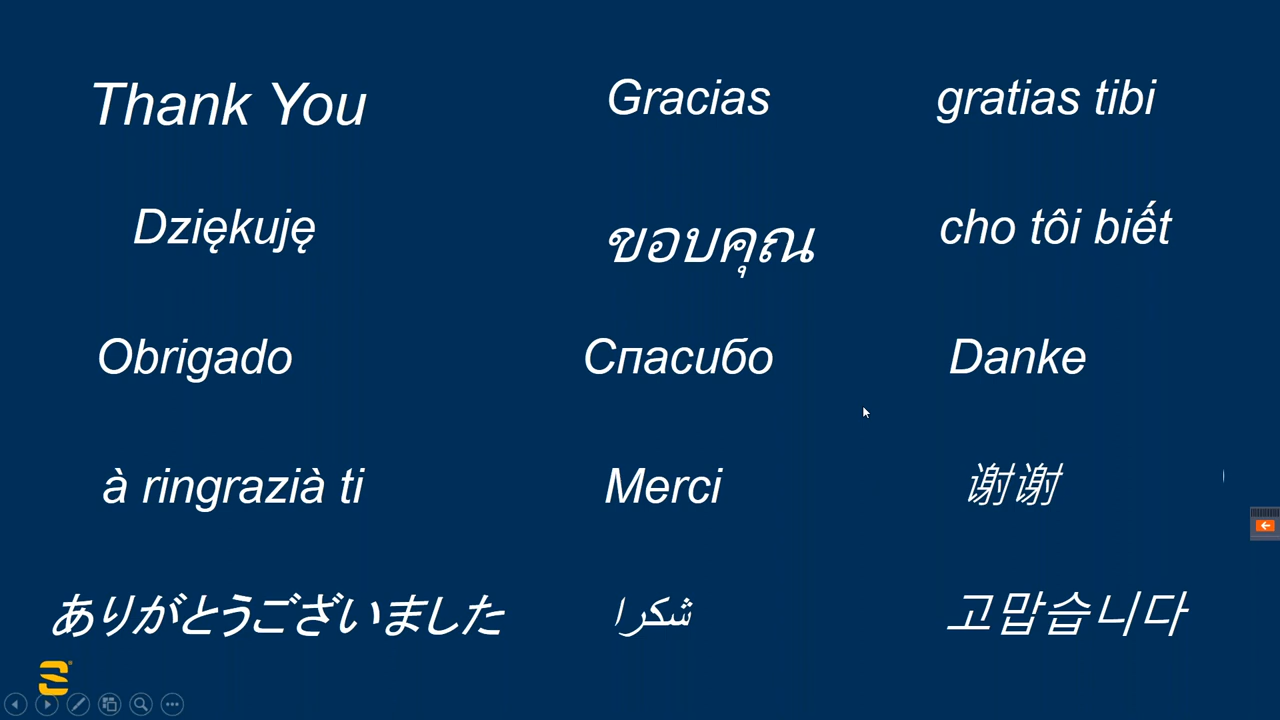 Thank You
Gracias
gratias tibi
Dziękuję
ขอบคุณ
cho tôi biết
Obrigado
Спасибо
Danke
à ringrazià ti
Merci
谢谢
ありがとうございました
شكرا
고맙습니다